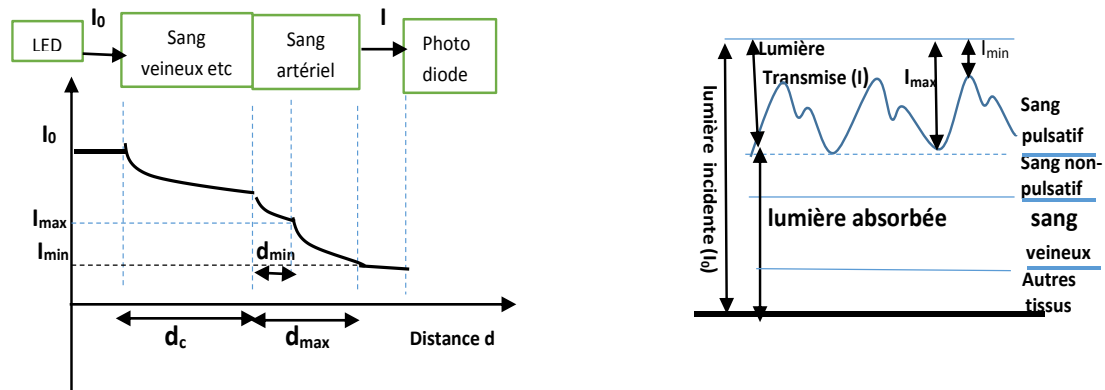 I₀
I
LED
Sang
veineux etc
Sang
artériel
Photo
diode
I₀
Imax
Imin
dmin
dc
dmax
Distance d
lumière incidente (I₀)
Lumière
Transmise (I)
Imax
Imin
lumière absorbée
Sang
pulsatif
Sang non-
pulsatif
sang
veineux
Autres
tissus